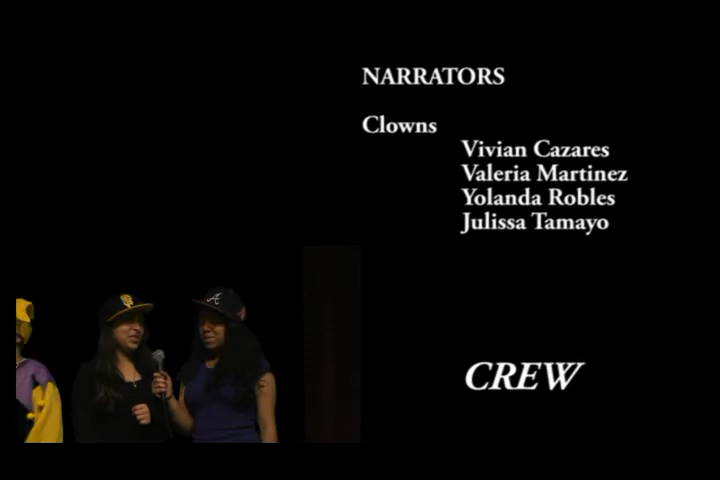 NARRATORS
Clowns
Vivian Cazares
Valeria Martinez
Yolanda Robles
Julissa Tamayo
CREW